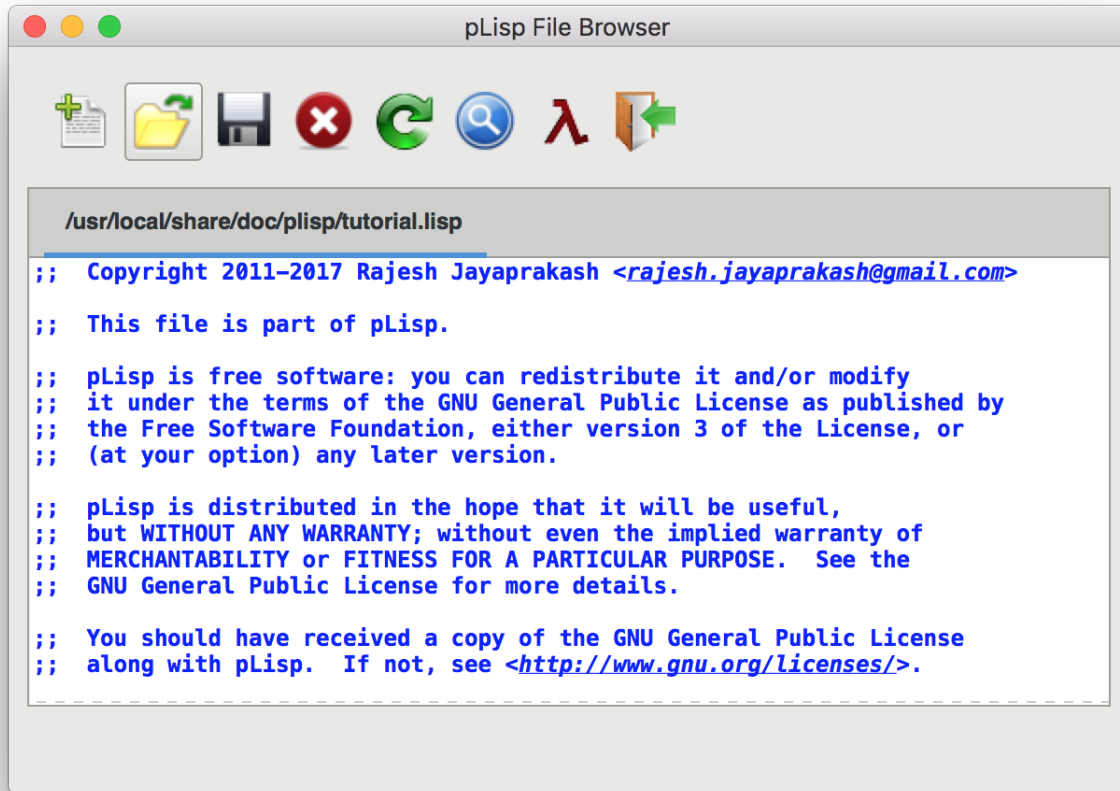 pLisp File Browser
λ
/usr/local/share/doc/plisp/tutorial.lisp
;;  Copyright 2011-2017 Rajesh Jayaprakash <rajesh.jayaprakash@gmail.com>
;;  This file is part of pLisp.
;;  pLisp is free software: you can redistribute it and/or modify
;;  it under the terms of the GNU General Public License as published by
;;  the Free Software Foundation, either version 3 of the License, or
;;  (at your option) any later version.
;;  pLisp is distributed in the hope that it will be useful,
;;  but WITHOUT ANY WARRANTY; without even the implied warranty of
;;  MERCHANTABILITY or FITNESS FOR A PARTICULAR PURPOSE.  See the
;;  GNU General Public License for more details.
;;  You should have received a copy of the GNU General Public License
;;  along with pLisp.  If not, see <http://www.gnu.org/licenses/>.